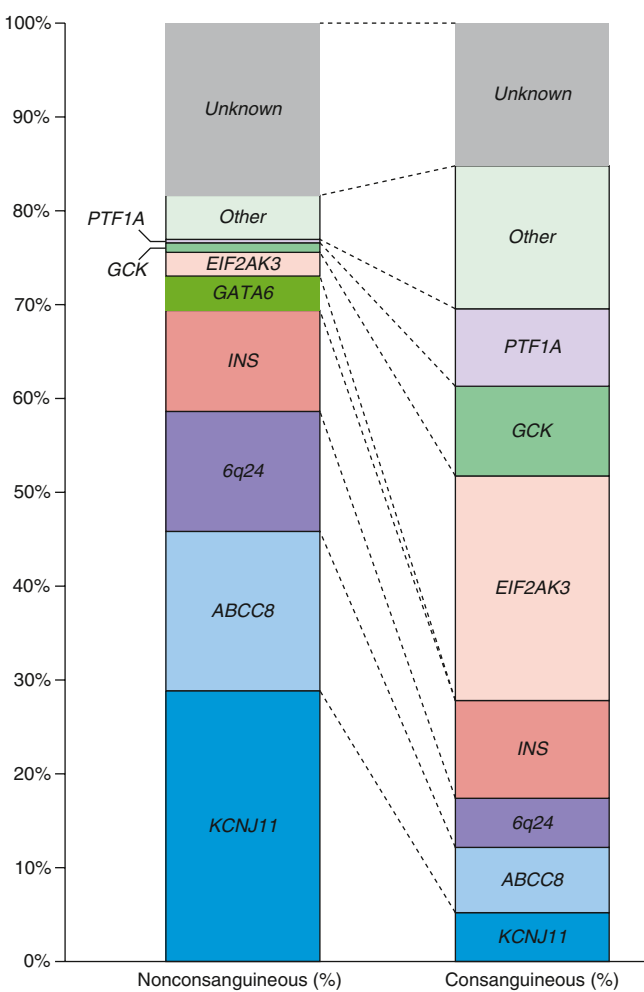 100%
90%
80%
70%
60%
50%
40%
30%
20%
10%
0%
Unknown
Other
PTF1A
GCK
EIF2AK3
GATA6
INS
6q24
ABCC8
KCNJ11
Nonconsanguineous (%)
Unknown
Other
PTF1A
GCK
EIF2AK3
INS
6q24
ABCC8
KCNJ11
Consanguineous (%)